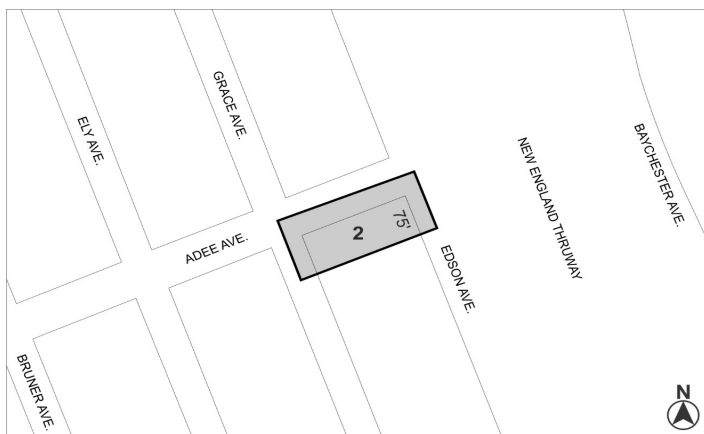 ELY AVE.
GRACE AVE.
ADEE AVE.
BRUNER AVE.
2
75'
EDSON AVE.
NEW ENGLAND THRUWAY
BAYCHESTER AVE.
N